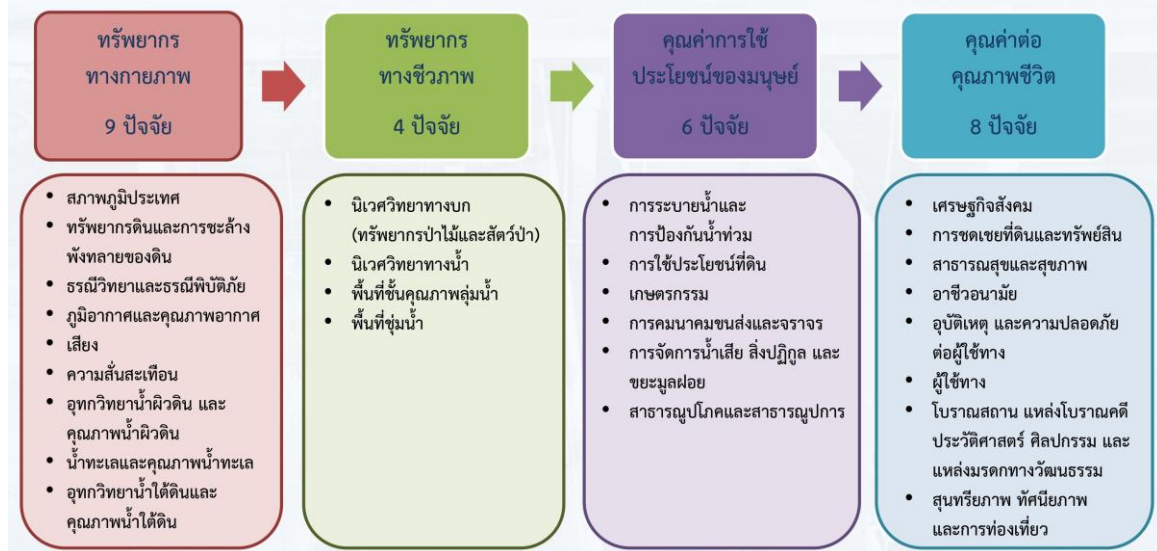 ทรัพยากร
ทางกายภาพ
9 ปัจจัย
• สภาพภูมิประเทศ
• ทรัพยากรดินและการชะล้าง
พังทลายของดิน
• ธรณีวิทยาและธรณีพิบัติภัย
• ภูมิอากาศและคุณภาพอากาศ
• เสียง
• ความสั่นสะเทือน
• อุทกวิทยาน้ำผิวดิน และ
คุณภาพน้ำผิวดิน
• น้ำทะเลและคุณภาพน้ำทะเล
• อุทกวิทยาน้ำใต้ดินและ
คุณภาพน้ำใต้ดิน
ทรัพยากร
ทางชีวภาพ
4 ปัจจัย
• นิเวศวิทยาทางบก
(ทรัพยากรป่าไม้และสัตว์ป่า)
• นิเวศวิทยาทางน้ำ
• พื้นที่ชั้นคุณภาพลุ่มน้ำ
• พื้นที่ชุ่มน้ำ
คุณค่าการใช้
ประโยชน์ของมนุษย์
6 ปัจจัย
• การระบายน้ำและ
การป้องกันน้ำท่วม
• การใช้ประโยชน์ที่ดิน
• เกษตรกรรม
• การคมนาคมขนส่งและจราจร
• การจัดการน้ำเสีย สิ่งปฏิกูล และ
ขยะมูลฝอย
• สาธารณูปโภคและสาธารณูปการ
คุณค่าต่อ
คุณภาพชีวิต
8 ปัจจัย
• เศรษฐกิจสังคม
• การชดเชยที่ดินและทรัพย์สิน
• สาธารณสุขและสุขภาพ
• อาชีวอนามัย
• อุบัติเหตุ และความปลอดภัย
ต่อผู้ใช้ทาง
• ผู้ใช้ทาง
• โบราณสถาน แหล่งโบราณคดี
ประวัติศาสตร์ ศิลปกรรม และ
แหล่งมรดกทางวัฒนธรรม
• สุนทรียภาพ ทัศนียภาพ
และการท่องเที่ยว